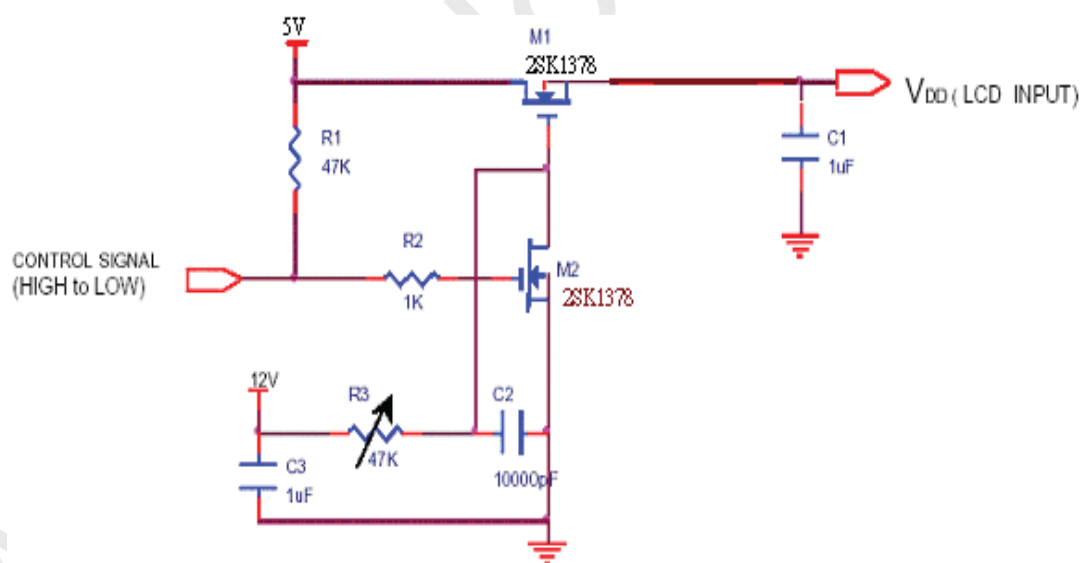 5V
M1
2SK1378
VDD ( LCD INPUT)
R1
47K
C1
1uF
CONTROL SIGNAL
(HIGH to LOW)
R2
1K
M2
2SK1378
12V
R3
47K
C2
10000pF
C3
1uF